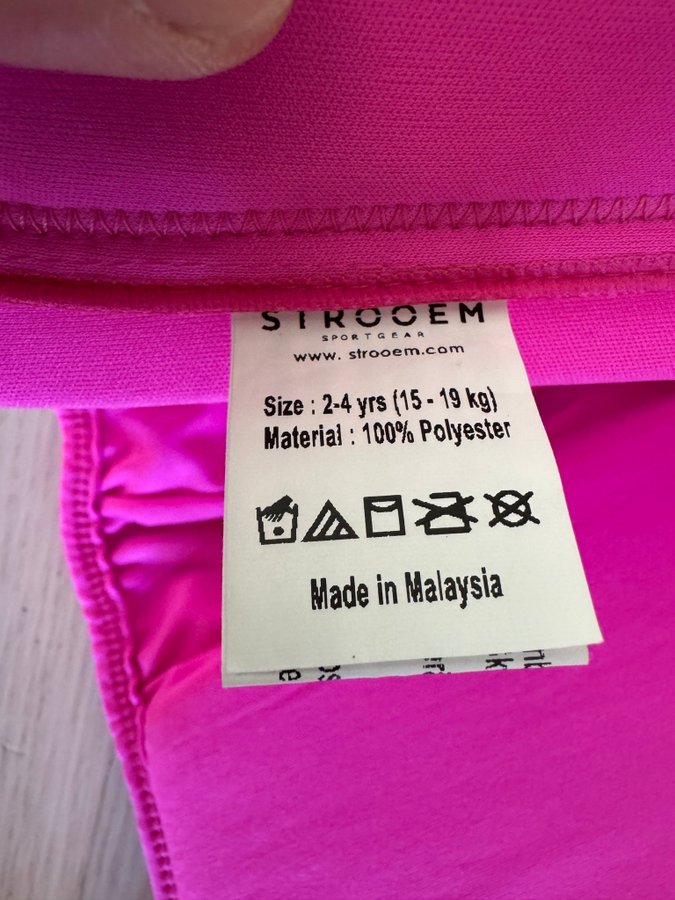 STROOEM
SPORTGEAR
www. strooem.com
Size : 2-4 yrs (15 - 19 kg)
Material : 100% Polyester
Made in Malaysia